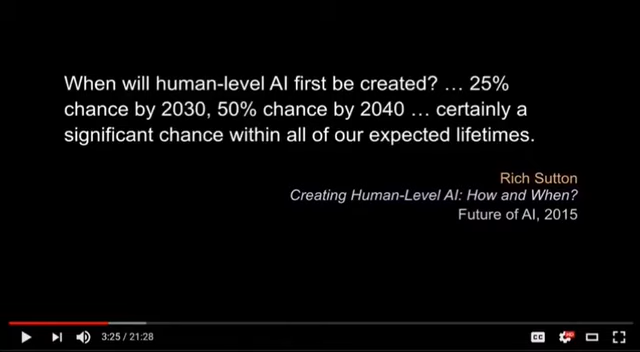 When will human-level AI first be created? … 25%
chance by 2030, 50% chance by 2040 … certainly a
significant chance within all of our expected lifetimes.
Rich Sutton
Creating Human-Level AI: How and When?
Future of AI, 2015
3:25 / 21:28
CC
HD